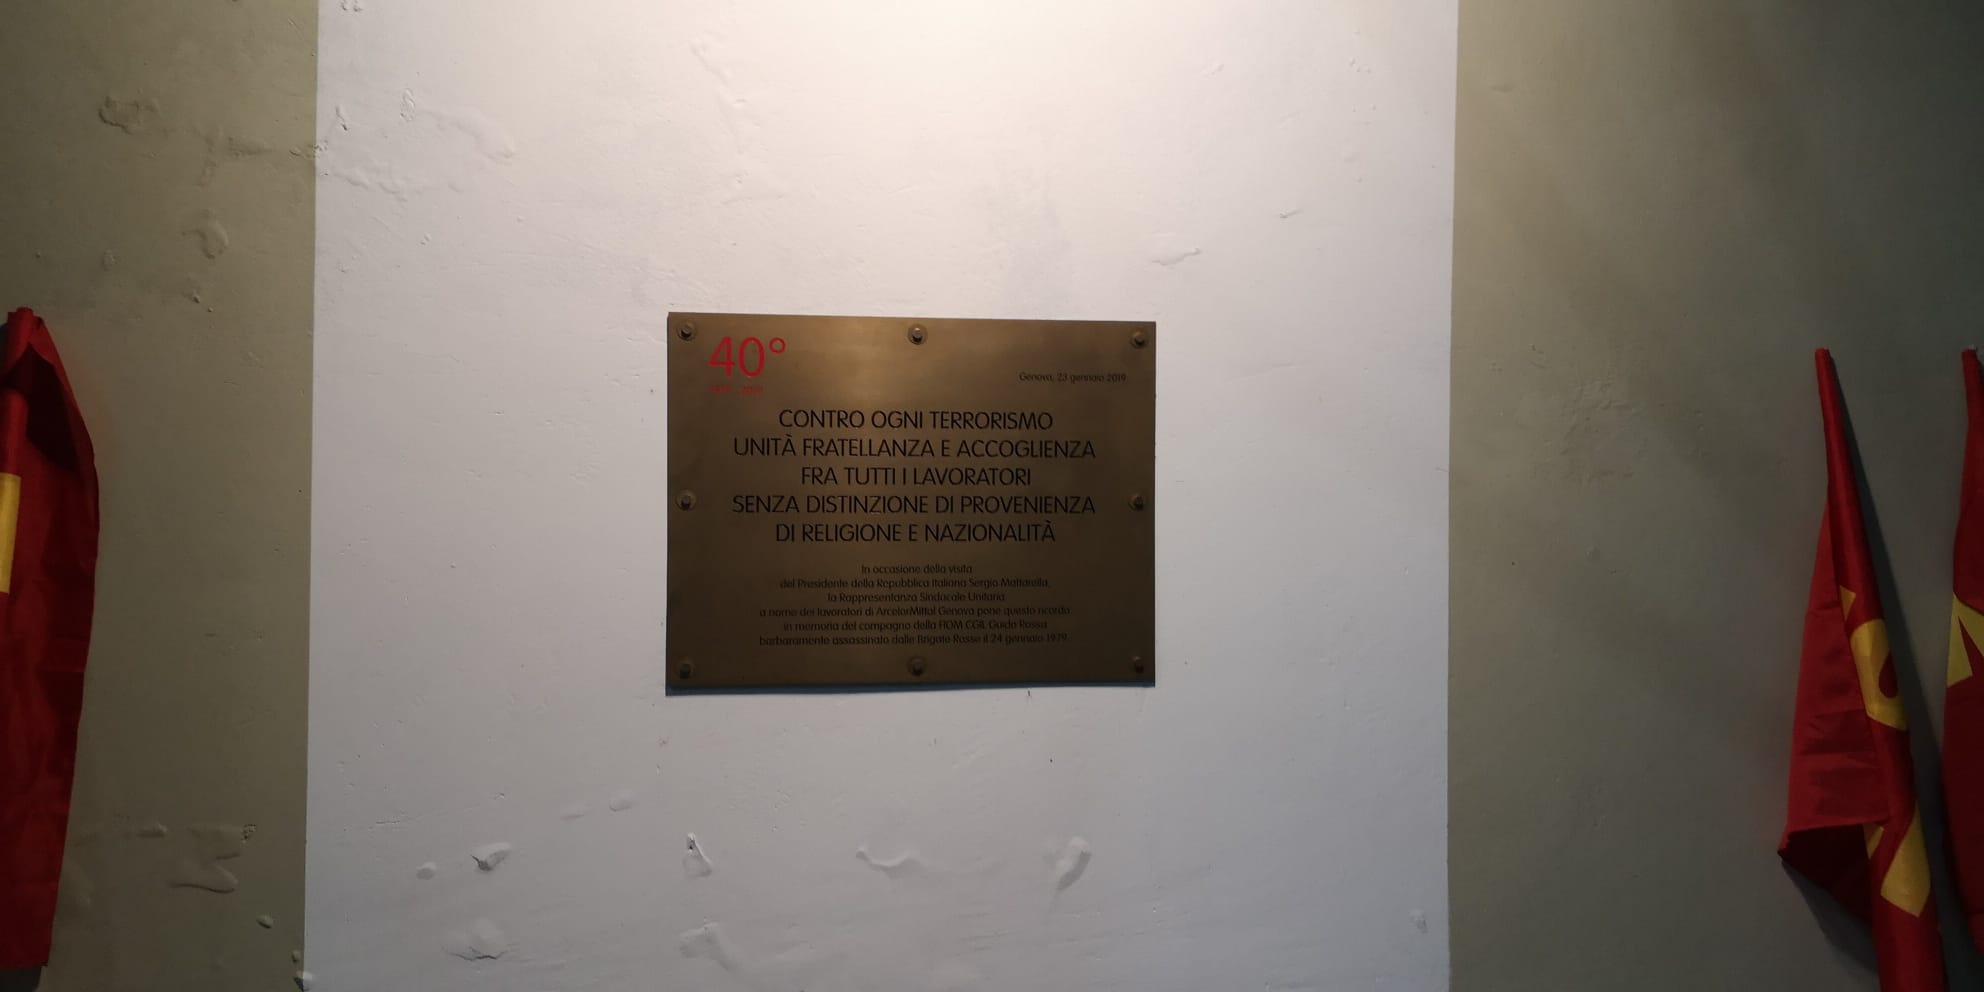 40°
1979 - 2019
Genova, 23 gennaio 2019
CONTRO OGNI TERRORISMO
UNITÀ FRATELLANZA E ACCOGLIENZA
FRA TUTTI I LAVORATORI
SENZA DISTINZIONE DI PROVENIENZA
DI RELIGIONE E NAZIONALITÀ
In occasione della visita
del Presidente della Repubblica Italiana Sergio Mattarella,
la Rappresentanza Sindacale Unitaria
a nome dei lavoratori di ArcelorMittal Genova pone questo ricordo
in memoria del compagno della FIOM CGIL Guido Rossa
barbaramente assassinato dalle Brigate Rosse il 24 gennaio 1979.